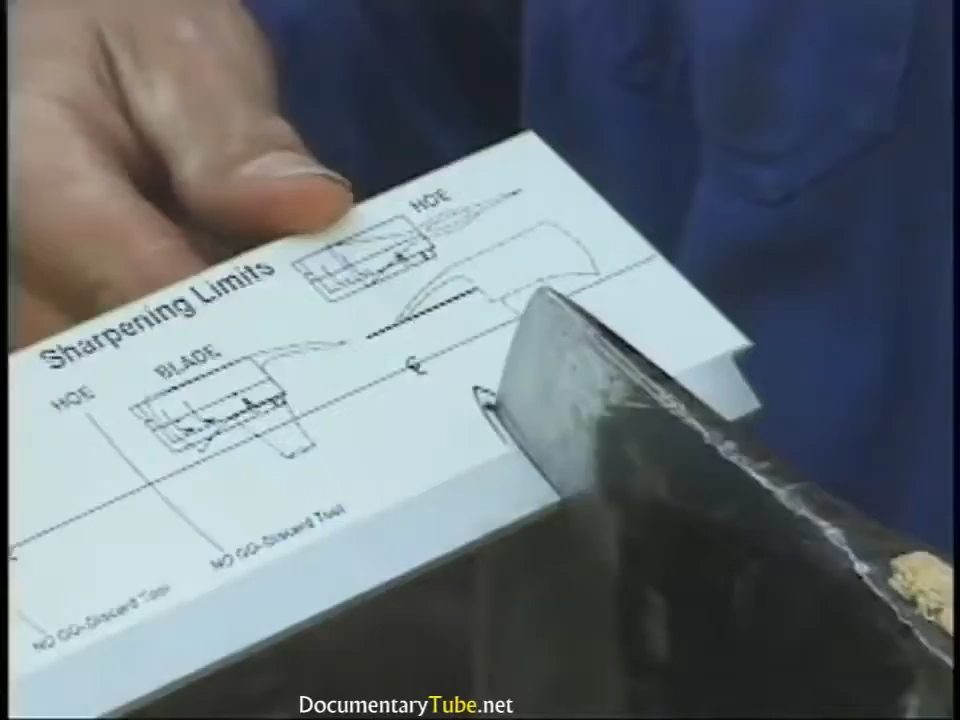 HOE
Sharpening Limits
BLADE
HOE
NO GO-Discard Tool
NO GO-Discard Tool
DocumentaryTube.net